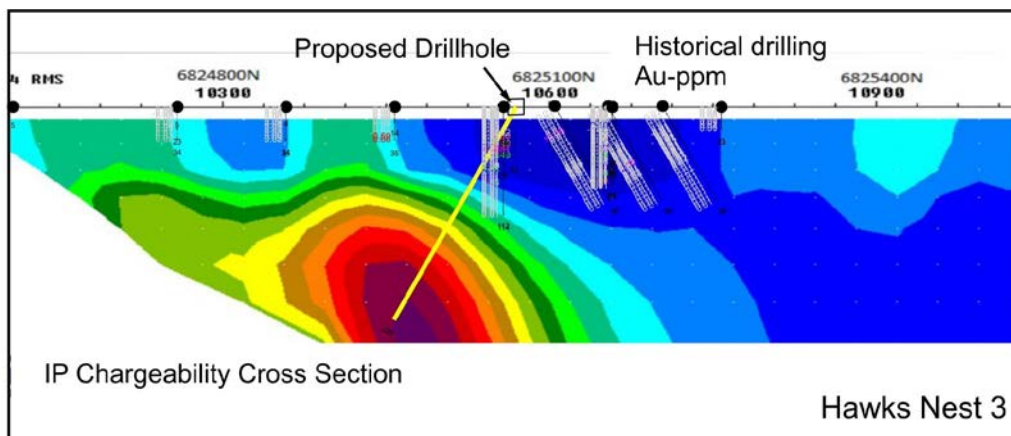 Proposed Drillhole
Historical drilling
Au-ppm
4 RMS
6824800N
6825100N
6825400N
10300
10600
10900
IP Chargeability Cross Section
Hawks Nest 3